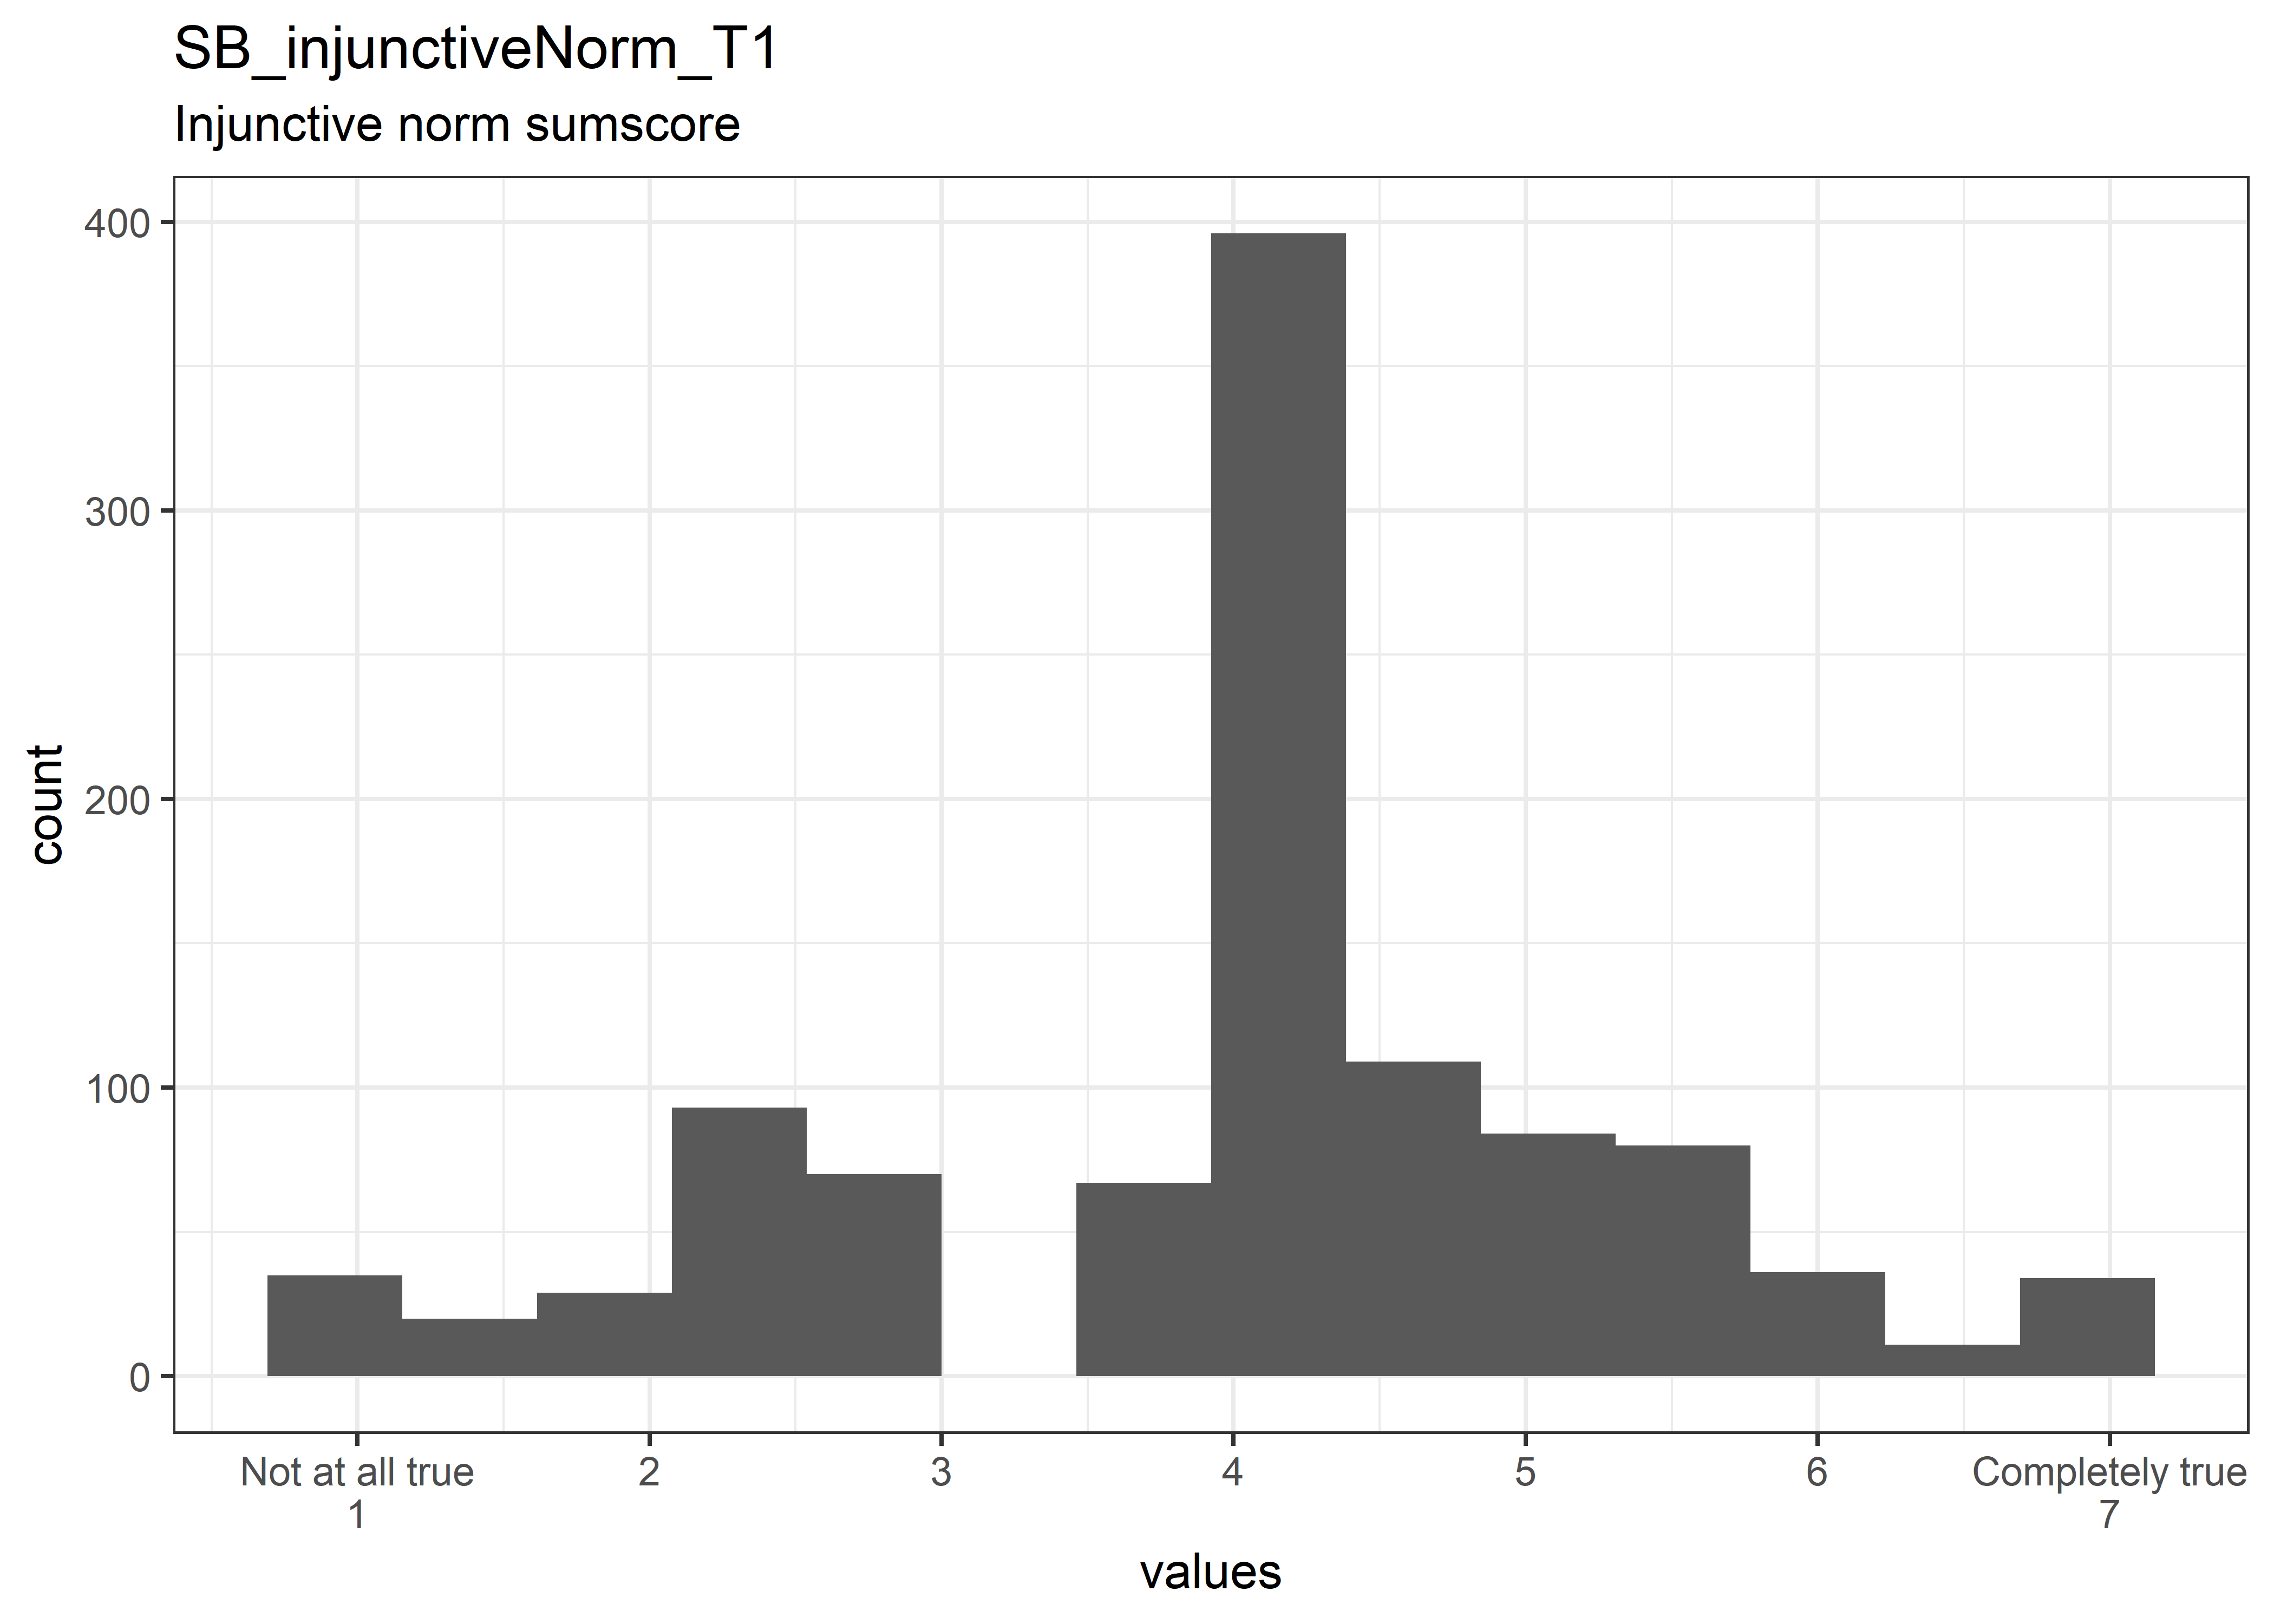 SB_injunctiveNorm_T1
Injunctive norm sumscore
count
400
300
200
100
0
Not at all true
1
2
3
4
5
6
Completely true
7
values